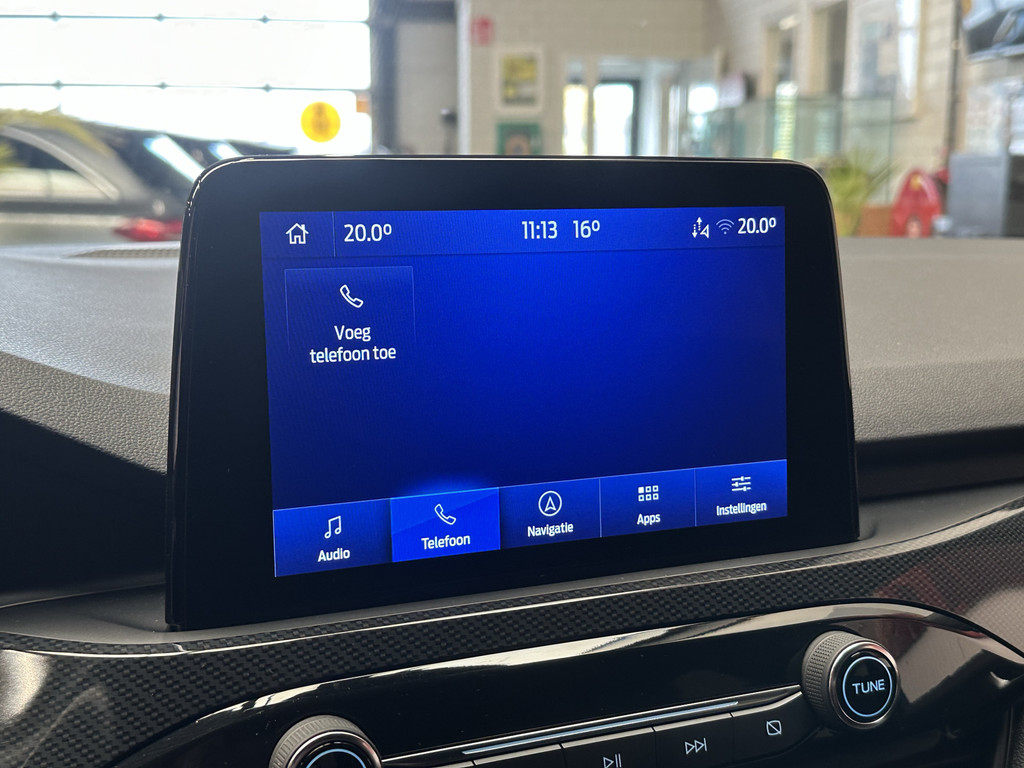 20.0º 11:13 16º 20.0º
Voeg
telefoon toe
Audio Telefoon Navigatie Apps Instellingen
TUNE